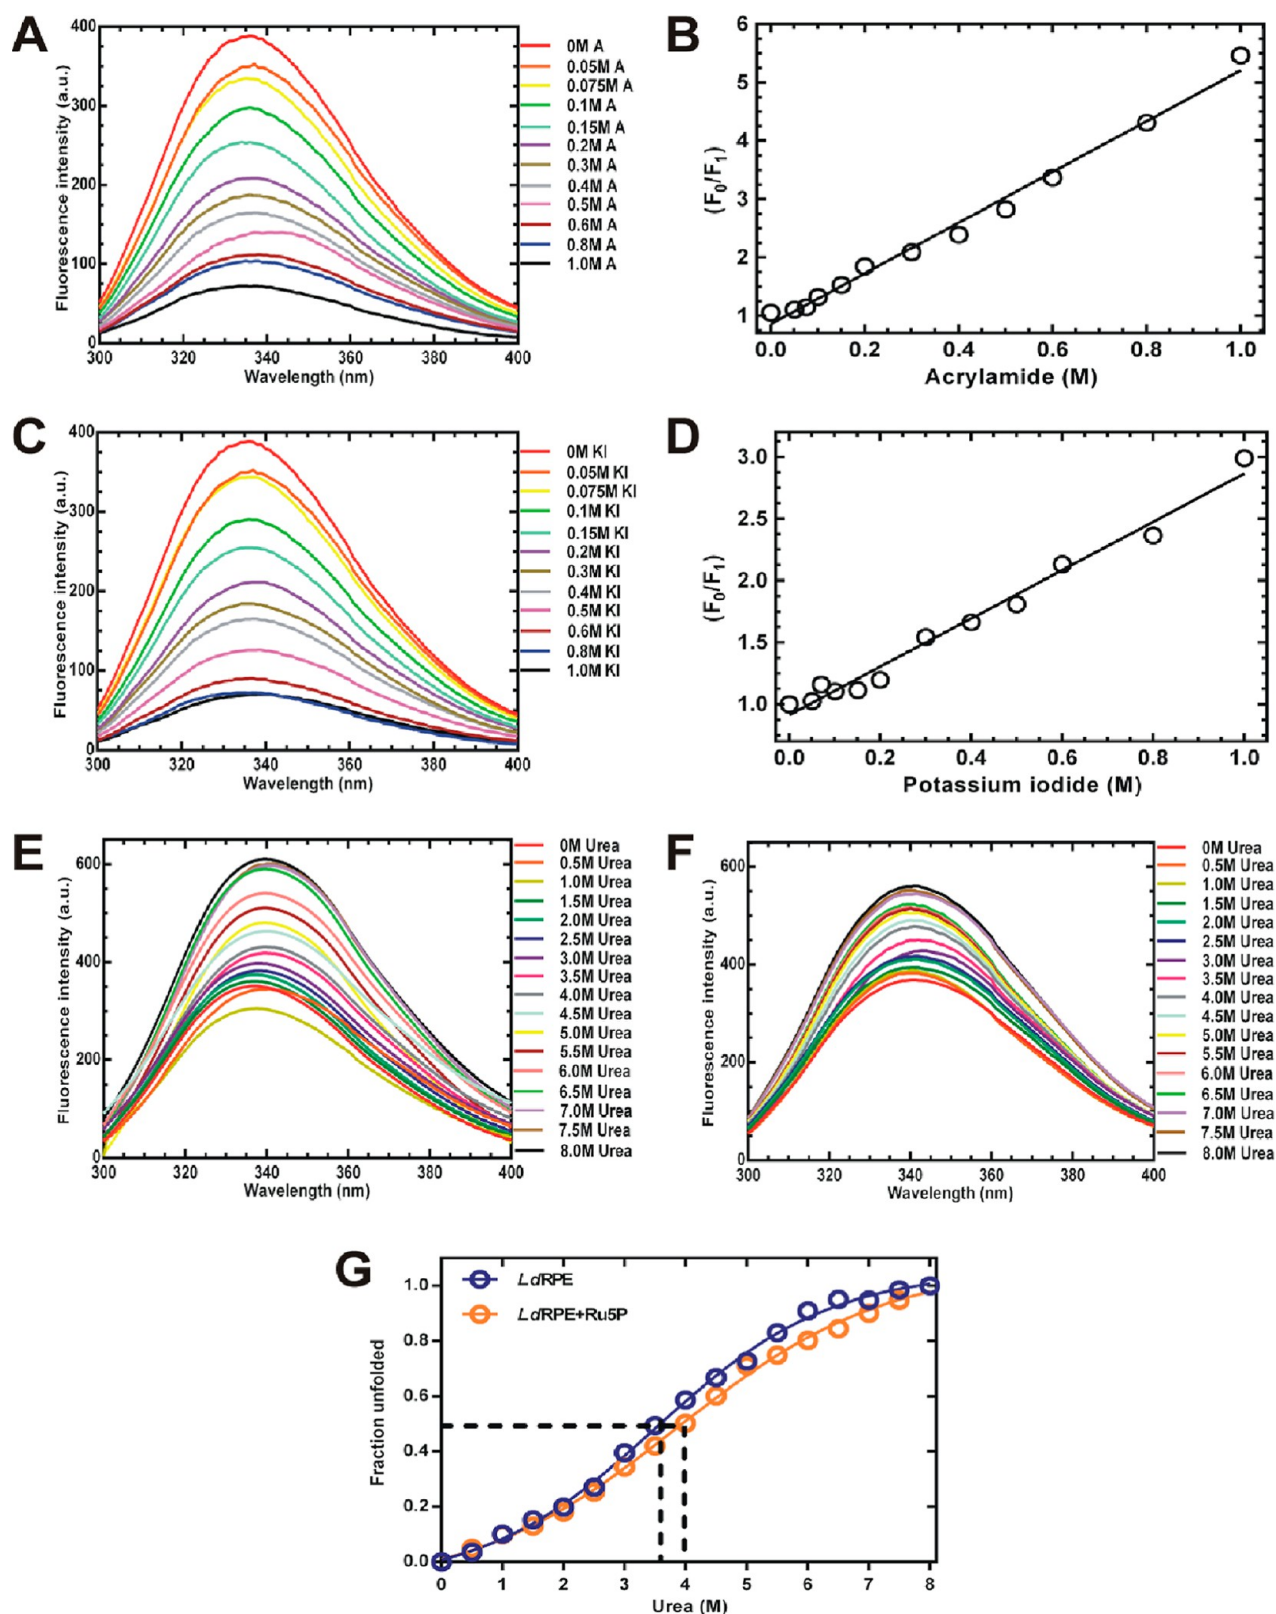 A
400
300
200
100
0
300
320
340
360
380
400
Fluorescence intensity (a.u.)
Wavelength (nm)
0M A
0.05M A
0.075M A
0.1M A
0.15M A
0.2M A
0.3M A
0.4M A
0.5M A
0.6M A
0.8M A
1.0M A
B
6
5
4
3
2
1
0.0
0.2
0.4
0.6
0.8
1.0
(F0/F1)
Acrylamide (M)
C
400
300
200
100
0
300
320
340
360
380
400
Fluorescence intensity (a.u.)
Wavelength (nm)
0M KI
0.05M KI
0.075M KI
0.1M KI
0.15M KI
0.2M KI
0.3M KI
0.4M KI
0.5M KI
0.6M KI
0.8M KI
1.0M KI
D
3.0
2.5
2.0
1.5
1.0
0.0
0.2
0.4
0.6
0.8
1.0
(F0/F1)
Potassium iodide (M)
E
600
400
200
0
300
320
340
360
380
400
Fluorescence intensity (a.u.)
Wavelength (nm)
0M Urea
0.5M Urea
1.0M Urea
1.5M Urea
2.0M Urea
2.5M Urea
3.0M Urea
3.5M Urea
4.0M Urea
4.5M Urea
5.0M Urea
5.5M Urea
6.0M Urea
6.5M Urea
7.0M Urea
7.5M Urea
8.0M Urea
F
600
400
200
0
300
320
340
360
380
400
Fluorescence intensity (a.u.)
Wavelength (nm)
0M Urea
0.5M Urea
1.0M Urea
1.5M Urea
2.0M Urea
2.5M Urea
3.0M Urea
3.5M Urea
4.0M Urea
4.5M Urea
5.0M Urea
5.5M Urea
6.0M Urea
6.5M Urea
7.0M Urea
7.5M Urea
8.0M Urea
G
1.0
0.8
0.6
0.4
0.2
0.0
0
1
2
3
4
5
6
7
8
Fraction unfolded
Urea (M)
LdRPE
LdRPE+Ru5P